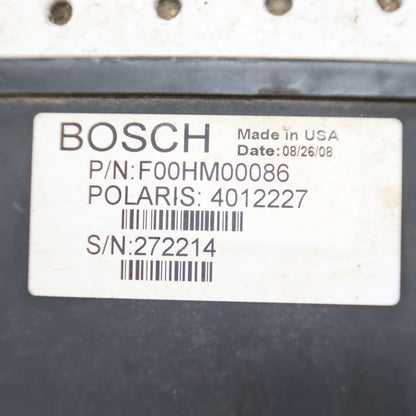 BOSCH Made in USA
Date: 08/26/08
P/N:F00HM00086
POLARIS: 4012227
S/N:272214